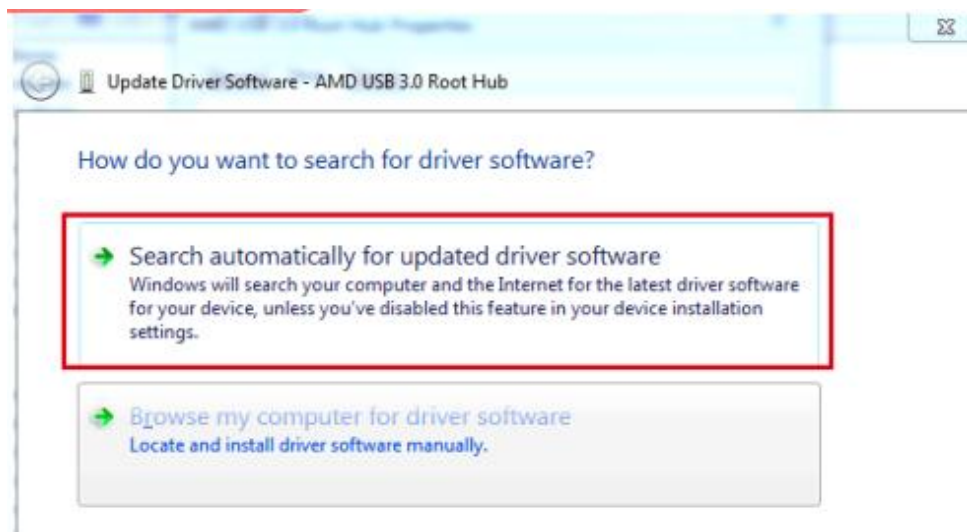 Update Driver Software - AMD USB 3.0 Root Hub
How do you want to search for driver software?
Search automatically for updated driver software
Windows will search your computer and the Internet for the latest driver software
for your device, unless you've disabled this feature in your device installation
settings.
Browse my computer for driver software
Locate and install driver software manually.